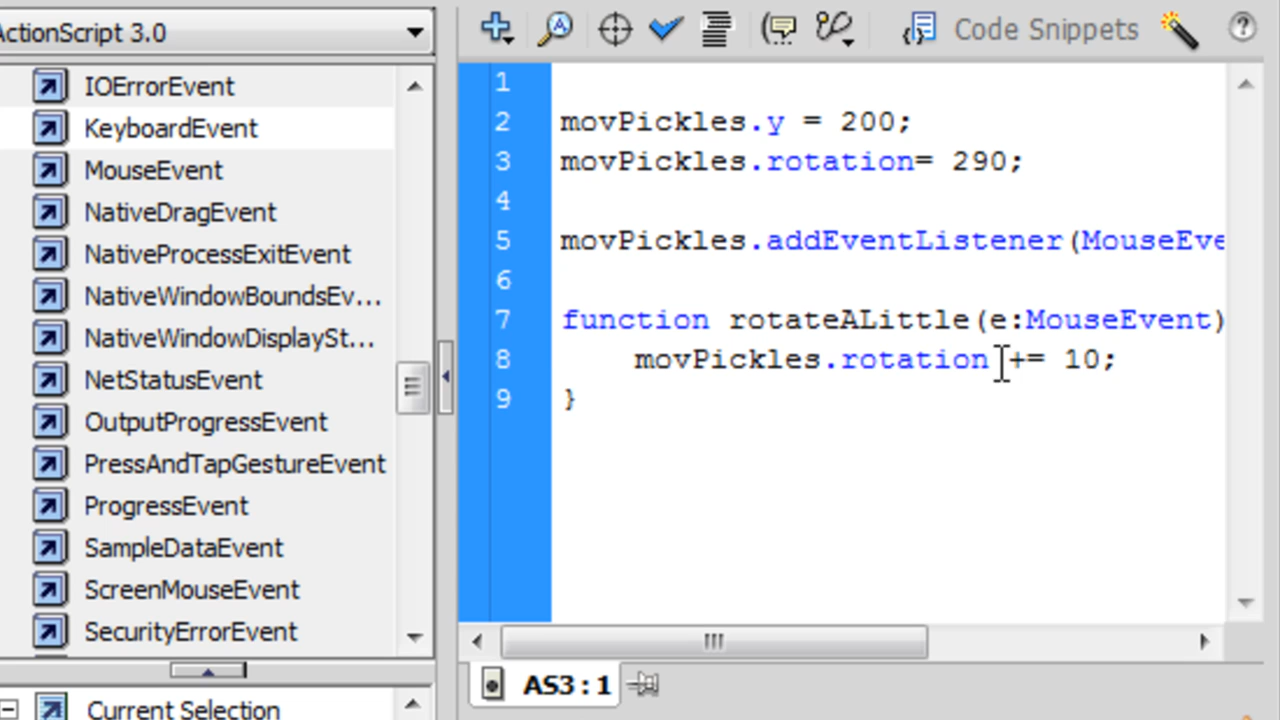 ActionScript 3.0
IOErrorEvent
KeyboardEvent
MouseEvent
NativeDragEvent
NativeProcessExitEvent
NativeWindowBoundsEv...
NativeWindowDisplaySt...
NetStatusEvent
OutputProgressEvent
PressAndTapGestureEvent
ProgressEvent
SampleDataEvent
ScreenMouseEvent
SecurityErrorEvent
Current Selection
Code Snippets
1
2 movPickles.y = 200;
3 movPickles.rotation= 290;
4
5 movPickles.addEventListener(MouseEve
6
7 function rotateALittle(e:MouseEvent)
8 movPickles.rotation += 10;
9 }
AS3:1